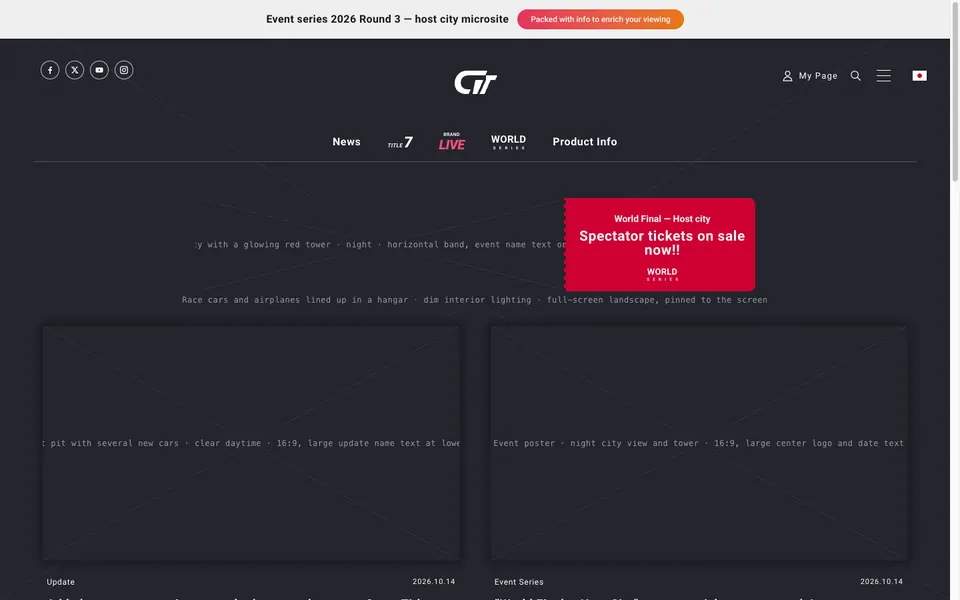 Event series 2026 Round 3 — host city microsite
Packed with info to enrich your viewing
My Page
News
TITLE 7
BRAND
LIVE
WORLD
SERIES
Product Info
World Final — Host city
Spectator tickets on sale
now!!
WORLD
SERIES
with a glowing red tower · night · horizontal band, event name text
Race cars and airplanes lined up in a hangar · dim interior lighting · full-screen landscape, pinned to the screen
pit with several new cars · clear daytime · 16:9, large update name text at
Event poster · night city view and tower · 16:9, large center logo and date text
Update
2026.10.14
Event Series
2026.10.14